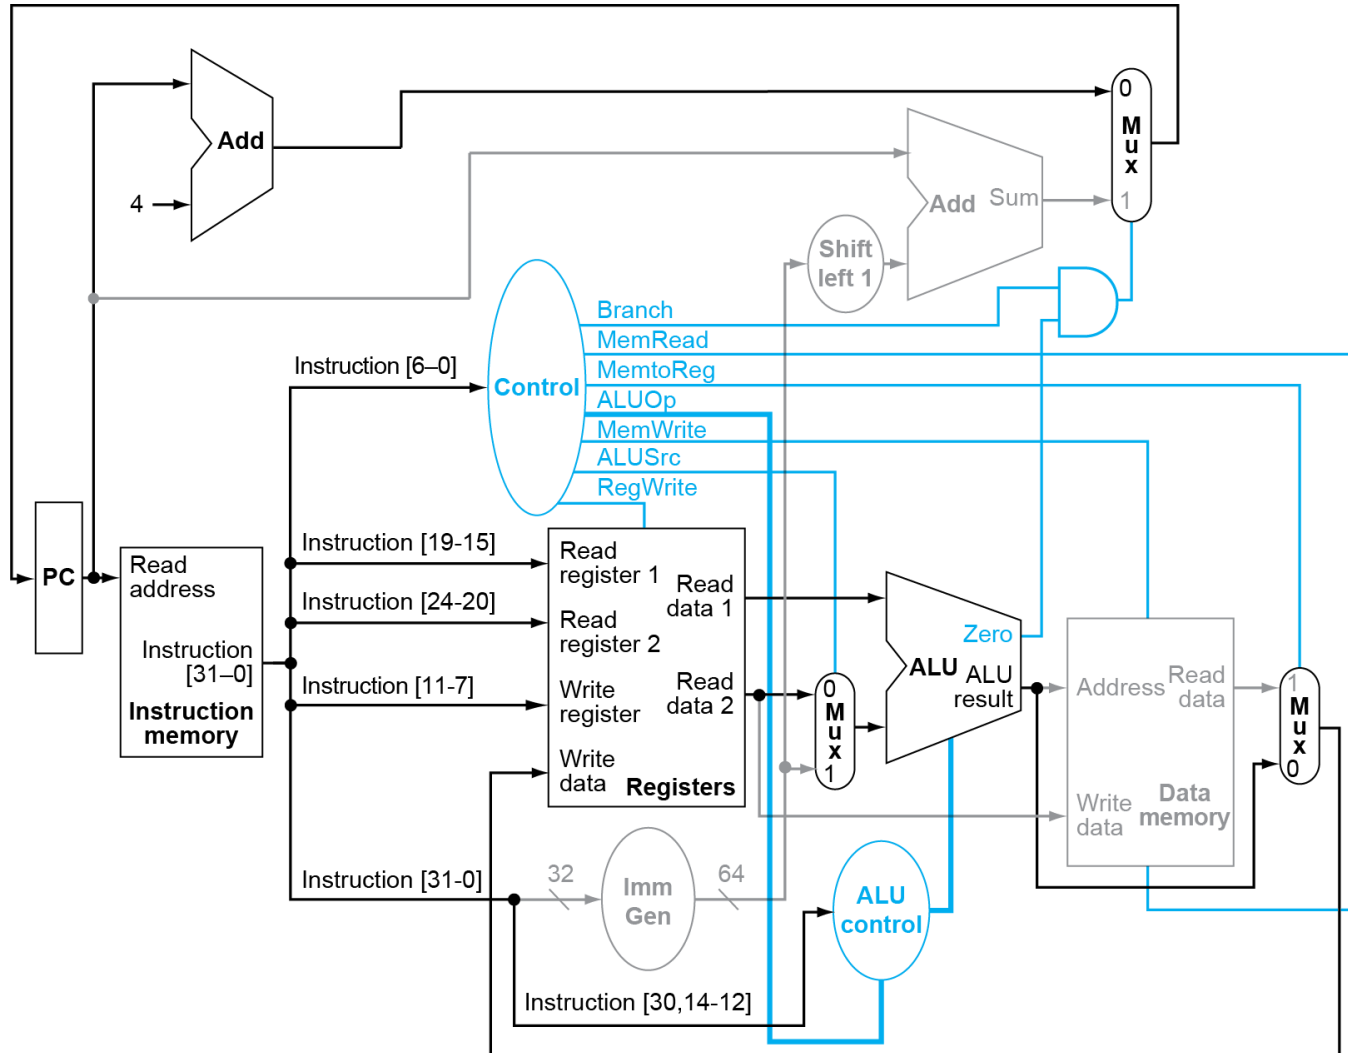 0
Mux
1
Add
4
Add
Sum
Shift
left 1
Branch
MemRead
MemtoReg
ALUOp
MemWrite
ALUSrc
RegWrite
Control
Instruction [6–0]
PC
Read
address
Instruction
[31–0]
Instruction
memory
Instruction [19-15]
Instruction [24-20]
Instruction [11-7]
Instruction [31-0]
Read
register 1
Read
register 2
Write
register
Write
data
Read
data 1
Read
data 2
Registers
0
Mux
1
Zero
ALU
ALU
result
Address
Read
data
Write
data
Data
memory
1
Mux
0
32
Imm
Gen
64
ALU
control
Instruction [30,14-12]